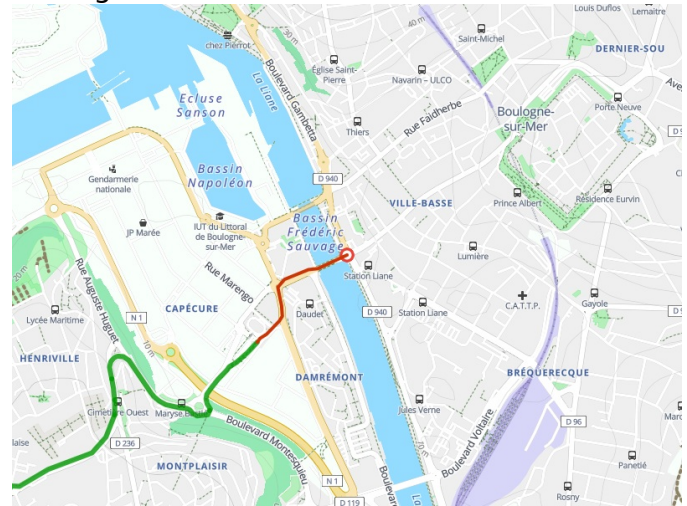 Louis Duflos
Lemaitre
chez Pierrot
Saint-Michel
DERNIER-SOU
30 m
40 m
Boulevard Gambetta
La Liane
Église Saint-
Pierre
Navarin – ULCO
Ecluse
Sanson
Thiers
Rue Faidherbe
Boulogne-
sur-Mer
Porte Neuve
Gendarmerie
nationale
Bassin
Napoléon
D 940
VILLE-BASSE
Prince Albert
Résidence Eurvin
JP Marée
IUT du Littoral
de Boulogne-
sur-Mer
Bassin
Frédéric
Sauvage
20 m
Rue Marengo
Station Liane
Lumière
Rue Auguste Huguet
CAPÉCURE
C.A.T.T.P.
Gayole
Lycée Maritime
N 1
Daudet
D 940
Station Liane
10 m
HÉNRIVILLE
DAMRÉMONT
BRÉQUERECQUE
Cimetière Ouest
Jules Verne
D 96
Boulevard Montesquieu
Boulevard Voltaire
D 236
MONTPLAISIR
Panetié
N 1
D 119
Rosny